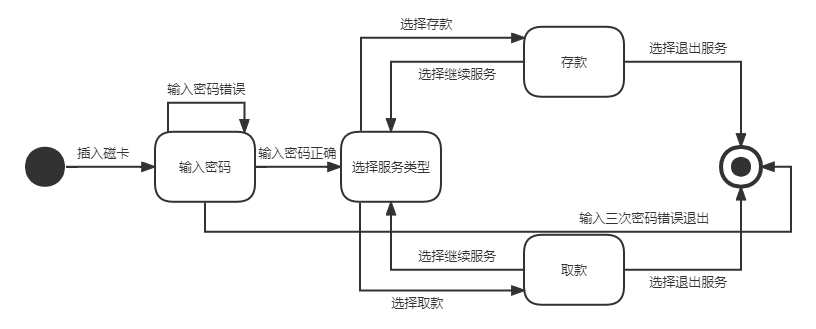 选择存款
选择退出服务
存款
选择继续服务
输入密码错误
插入磁卡
输入密码正确
输入密码
选择服务类型
输入三次密码错误退出
选择继续服务
取款
选择退出服务
选择取款